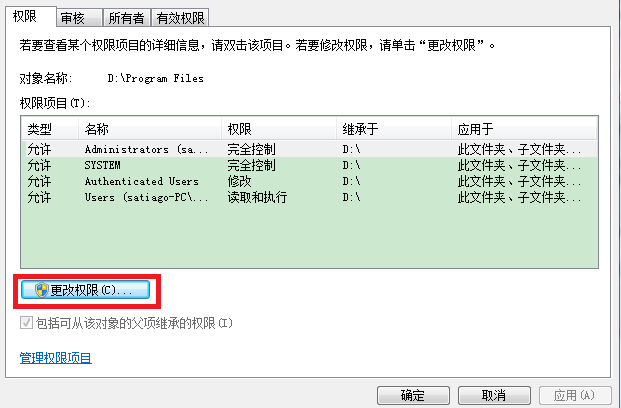 权限 审核 所有者 有效权限
若要查看某个权限项目的详细信息，请双击该项目。若要修改权限，请单击“更改权限”。
对象名称: D:\Program Files
权限项目(T):
类型 名称 权限 继承于 应用于
允许 Administrators (sa... 完全控制 D:\ 此文件夹、子文件夹...
允许 SYSTEM 完全控制 D:\ 此文件夹、子文件夹...
允许 Authenticated Users 修改 D:\ 此文件夹、子文件夹...
允许 Users (satiago-PC\... 读取和执行 D:\ 此文件夹、子文件夹...
更改权限(C)...
包括可从该对象的父项继承的权限(I)
管理权限项目
确定 取消 应用(A)